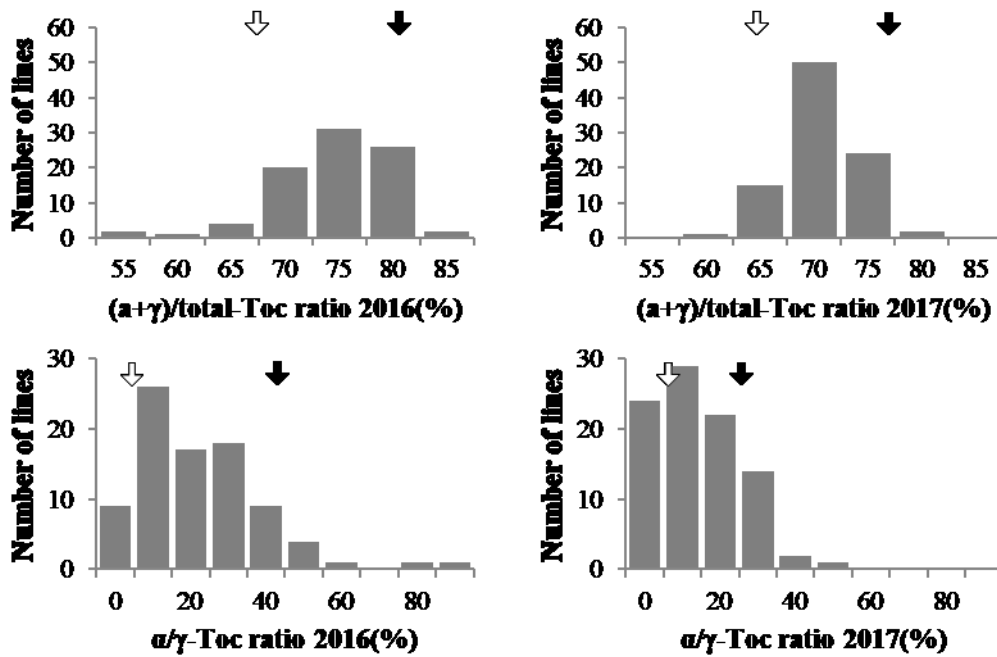 60
50
40
30
20
10
0
Number of lines
55 60 65 70 75 80 85
(a+γ)/total-Toc ratio 2016(%)
60
50
40
30
20
10
0
Number of lines
55 60 65 70 75 80 85
(a+γ)/total-Toc ratio 2017(%)
30
20
10
0
Number of lines
0 20 40 60 80
α/γ-Toc ratio 2016(%)
30
20
10
0
Number of lines
0 20 40 60 80
α/γ-Toc ratio 2017(%)